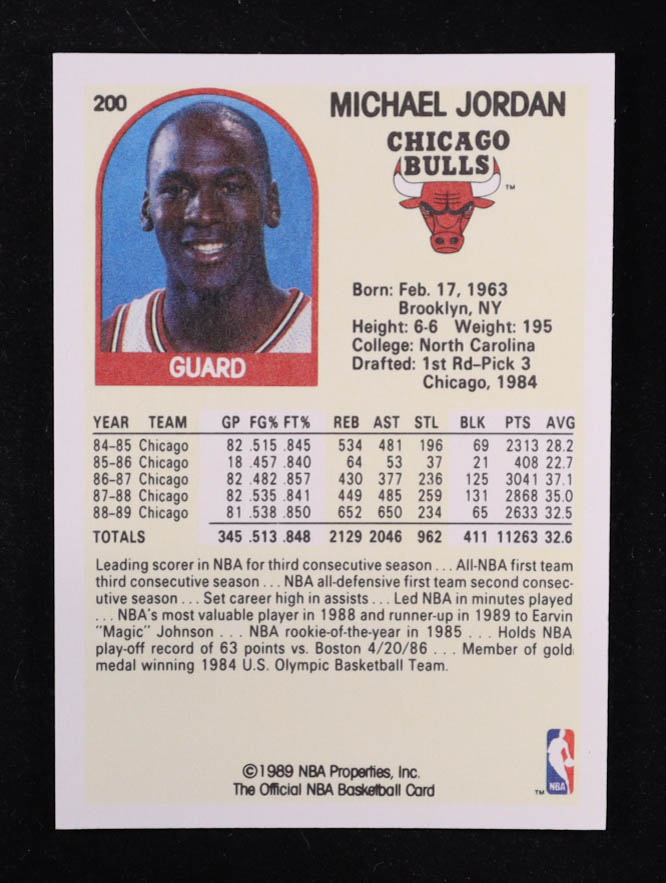 200
MICHAEL JORDAN
CHICAGO
BULLS
TM
GUARD
Born: Feb. 17, 1963
Brooklyn, NY
Height: 6-6 Weight: 195
College: North Carolina
Drafted: 1st Rd-Pick 3
Chicago, 1984
YEAR TEAM GP FG% FT% REB AST STL BLK PTS AVG
84-85 Chicago 82 .515 .845 534 481 196 69 2313 28.2
85-86 Chicago 18 .457 .840 64 53 37 21 408 22.7
86-87 Chicago 82 .482 .857 430 377 236 125 3041 37.1
87-88 Chicago 82 .535 .841 449 485 259 131 2868 35.0
88-89 Chicago 81 .538 .850 652 650 234 65 2633 32.5
TOTALS 345 .513 .848 2129 2046 962 411 11263 32.6
Leading scorer in NBA for third consecutive season . . . All-NBA first team
third consecutive season . . . NBA all-defensive first team second consec-
utive season . . . Set career high in assists . . . Led NBA in minutes played
. . . NBA's most valuable player in 1988 and runner-up in 1989 to Earvin
"Magic" Johnson . . . NBA rookie-of-the-year in 1985 . . . Holds NBA
play-off record of 63 points vs. Boston 4/20/86 . . . Member of gold
medal winning 1984 U.S. Olympic Basketball Team.
©1989 NBA Properties, Inc.
The Official NBA Basketball Card
TM
NBA